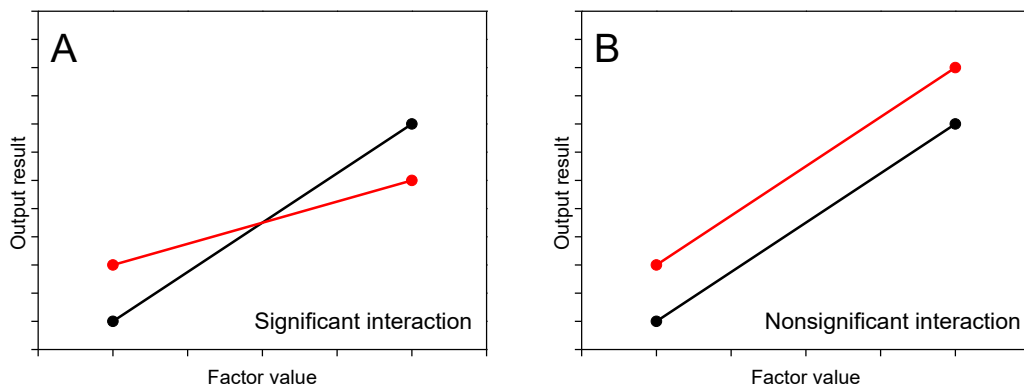 A
Output result
Significant interaction
Factor value
B
Output result
Nonsignificant interaction
Factor value